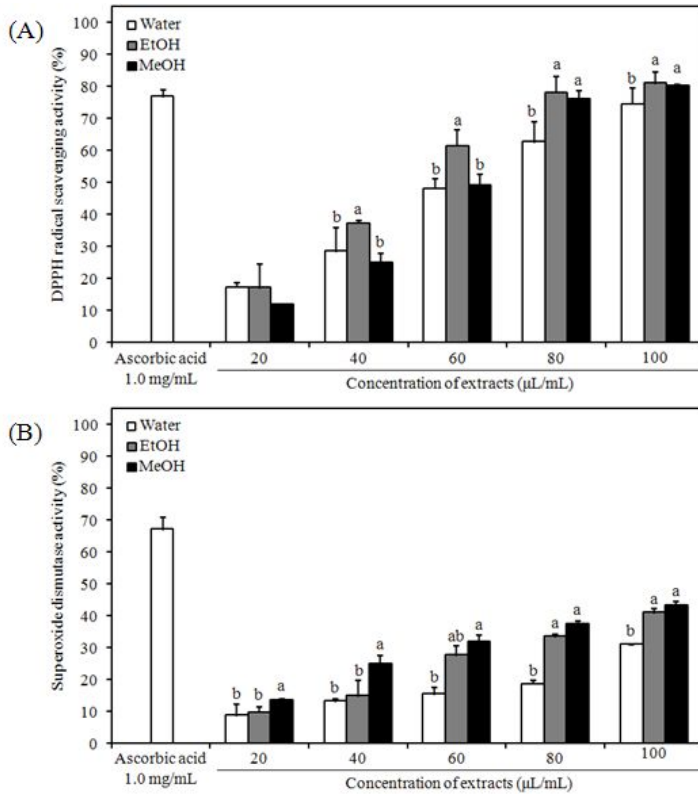 (A)
DPPH radical scavenging activity (%)
100
90
80
70
60
50
40
30
20
10
0
Water
EtOH
MeOH
b a b
b a b
b a a
b a a
Ascorbic acid
1.0 mg/mL
20 40 60 80 100
Concentration of extracts (μL/mL)
(B)
Superoxide dismutase activity (%)
100
90
80
70
60
50
40
30
20
10
0
Water
EtOH
MeOH
b b a
b b a
b ab a
b a a
b a a
Ascorbic acid
1.0 mg/mL
20 40 60 80 100
Concentration of extracts (μL/mL)